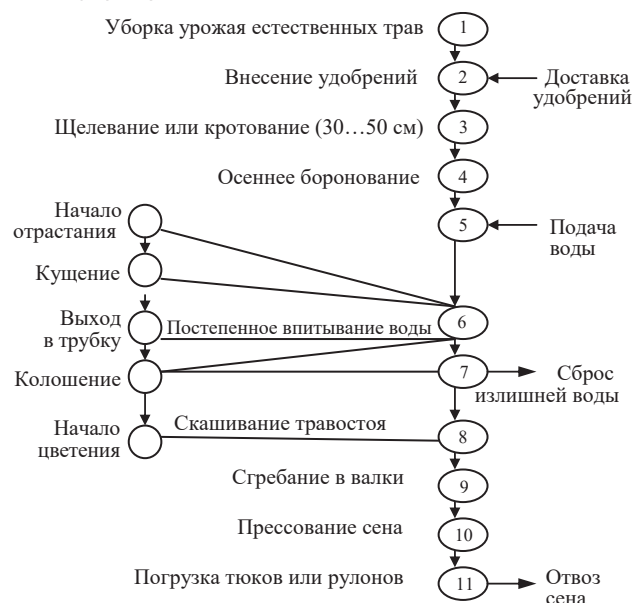 Уборка урожая естественных трав
1
Внесение удобрений
2
Доставка
удобрений
Щелевание или кротование (30…50 см)
3
Осеннее боронование
4
Начало
отрастания
5
Подача
воды
Кущение
Выход
в трубку
Постепенное впитывание воды
6
Колошение
7
Сброс
излишней воды
Начало
цветения
Скашивание травостоя
8
Сгребание в валки
9
Прессование сена
10
Погрузка тюков или рулонов
11
Отвоз
сена